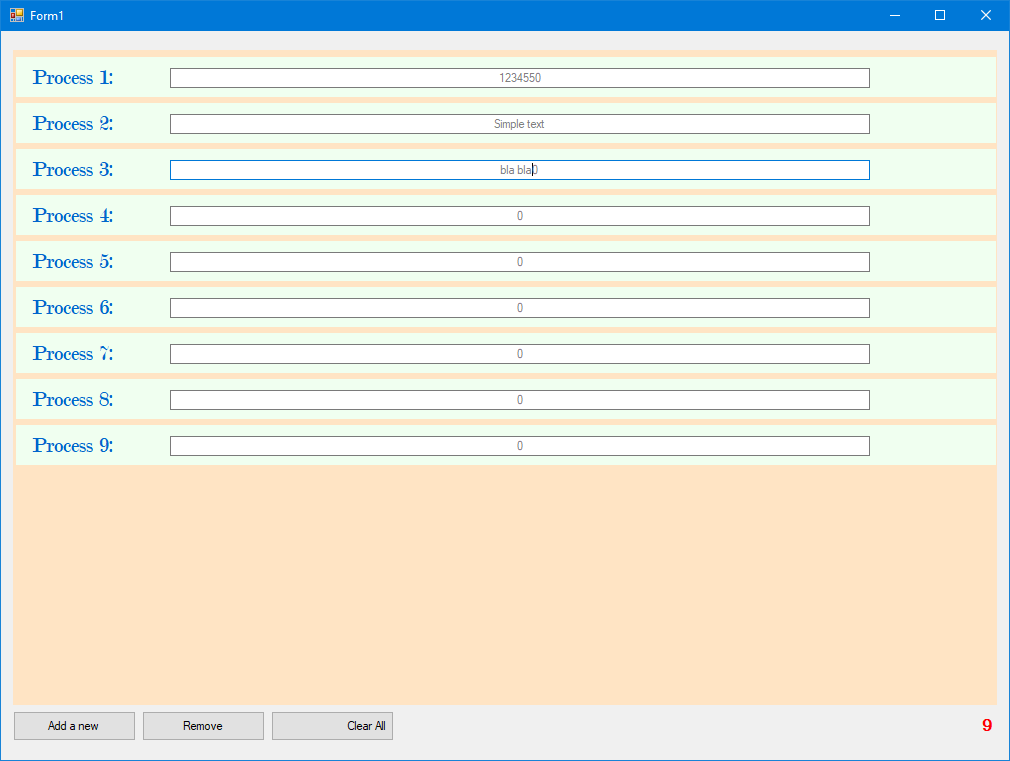 Form1
Process 1: 1234550
Process 2: Simple text
Process 3: bla bla0
Process 4: 0
Process 5: 0
Process 6: 0
Process 7: 0
Process 8: 0
Process 9: 0
Add a new Remove Clear All 9